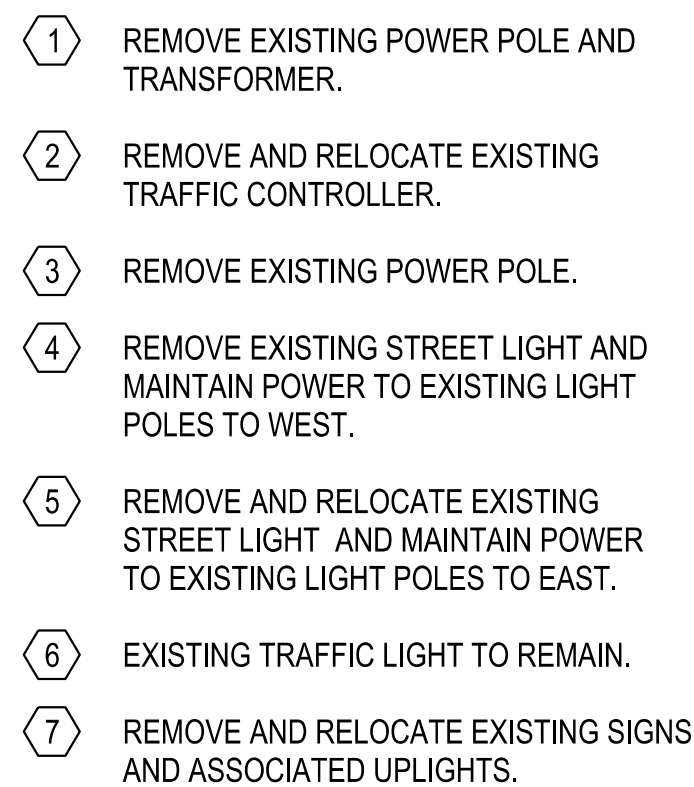 1 REMOVE EXISTING POWER POLE AND
TRANSFORMER.
2 REMOVE AND RELOCATE EXISTING
TRAFFIC CONTROLLER.
3 REMOVE EXISTING POWER POLE.
4 REMOVE EXISTING STREET LIGHT AND
MAINTAIN POWER TO EXISTING LIGHT
POLES TO WEST.
5 REMOVE AND RELOCATE EXISTING
STREET LIGHT  AND MAINTAIN POWER
TO EXISTING LIGHT POLES TO EAST.
6 EXISTING TRAFFIC LIGHT TO REMAIN.
7 REMOVE AND RELOCATE EXISTING SIGNS
AND ASSOCIATED UPLIGHTS.